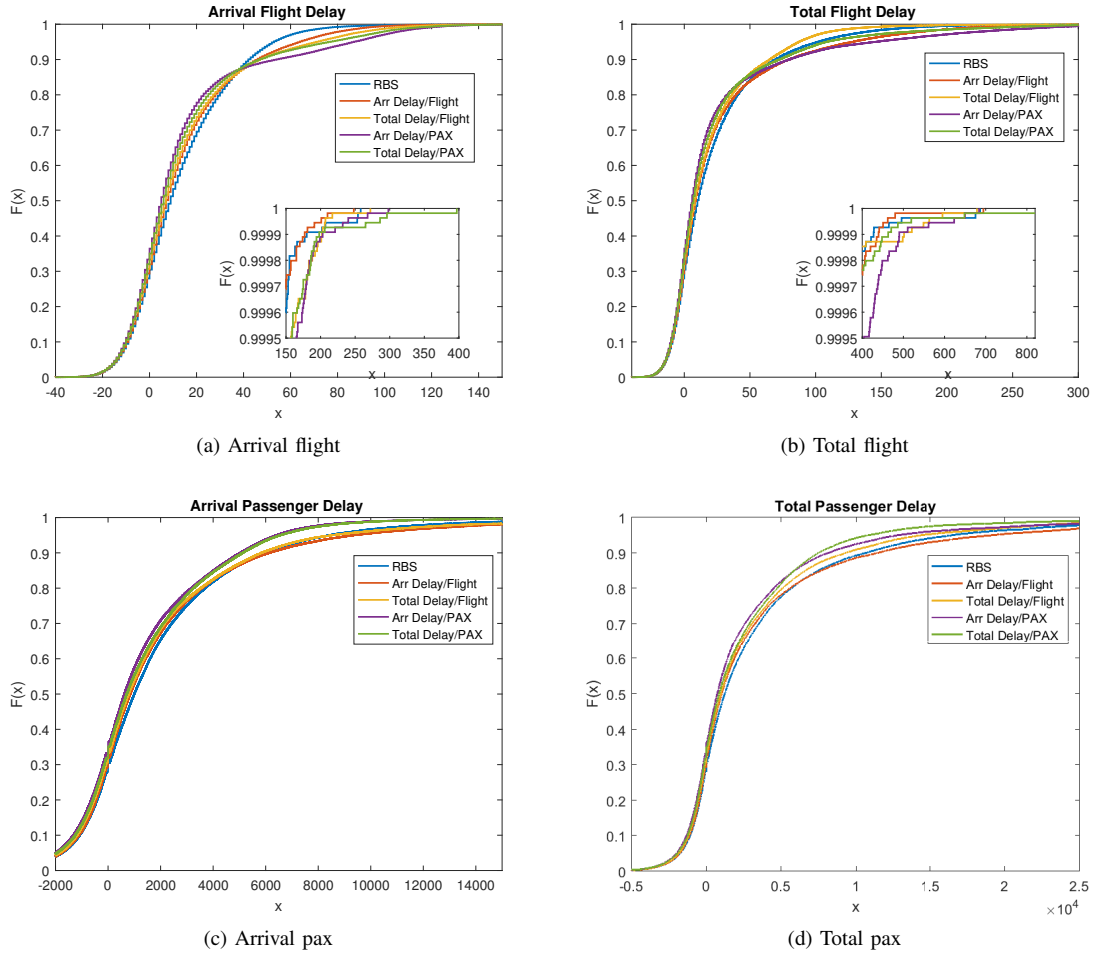 Arrival Flight Delay
1
0.9
0.8
0.7
0.6
0.5
0.4
0.3
0.2
0.1
0
F(x)
-40 -20 0 20 40 60 80 100 120 140
x
RBS
Arr Delay/Flight
Total Delay/Flight
Arr Delay/PAX
Total Delay/PAX
1
0.9999
0.9998
0.9997
0.9996
0.9995
F(x)
150 200 250 300 350 400
x
(a) Arrival flight
Total Flight Delay
1
0.9
0.8
0.7
0.6
0.5
0.4
0.3
0.2
0.1
0
F(x)
0 50 100 150 200 250 300
x
RBS
Arr Delay/Flight
Total Delay/Flight
Arr Delay/PAX
Total Delay/PAX
1
0.9999
0.9998
0.9997
0.9996
0.9995
F(x)
400 500 600 700 800
x
(b) Total flight
Arrival Passenger Delay
1
0.9
0.8
0.7
0.6
0.5
0.4
0.3
0.2
0.1
0
F(x)
-2000 0 2000 4000 6000 8000 10000 12000 14000
x
RBS
Arr Delay/Flight
Total Delay/Flight
Arr Delay/PAX
Total Delay/PAX
(c) Arrival pax
Total Passenger Delay
1
0.9
0.8
0.7
0.6
0.5
0.4
0.3
0.2
0.1
0
F(x)
-0.5 0 0.5 1 1.5 2 2.5
x
×10⁴
RBS
Arr Delay/Flight
Total Delay/Flight
Arr Delay/PAX
Total Delay/PAX
(d) Total pax